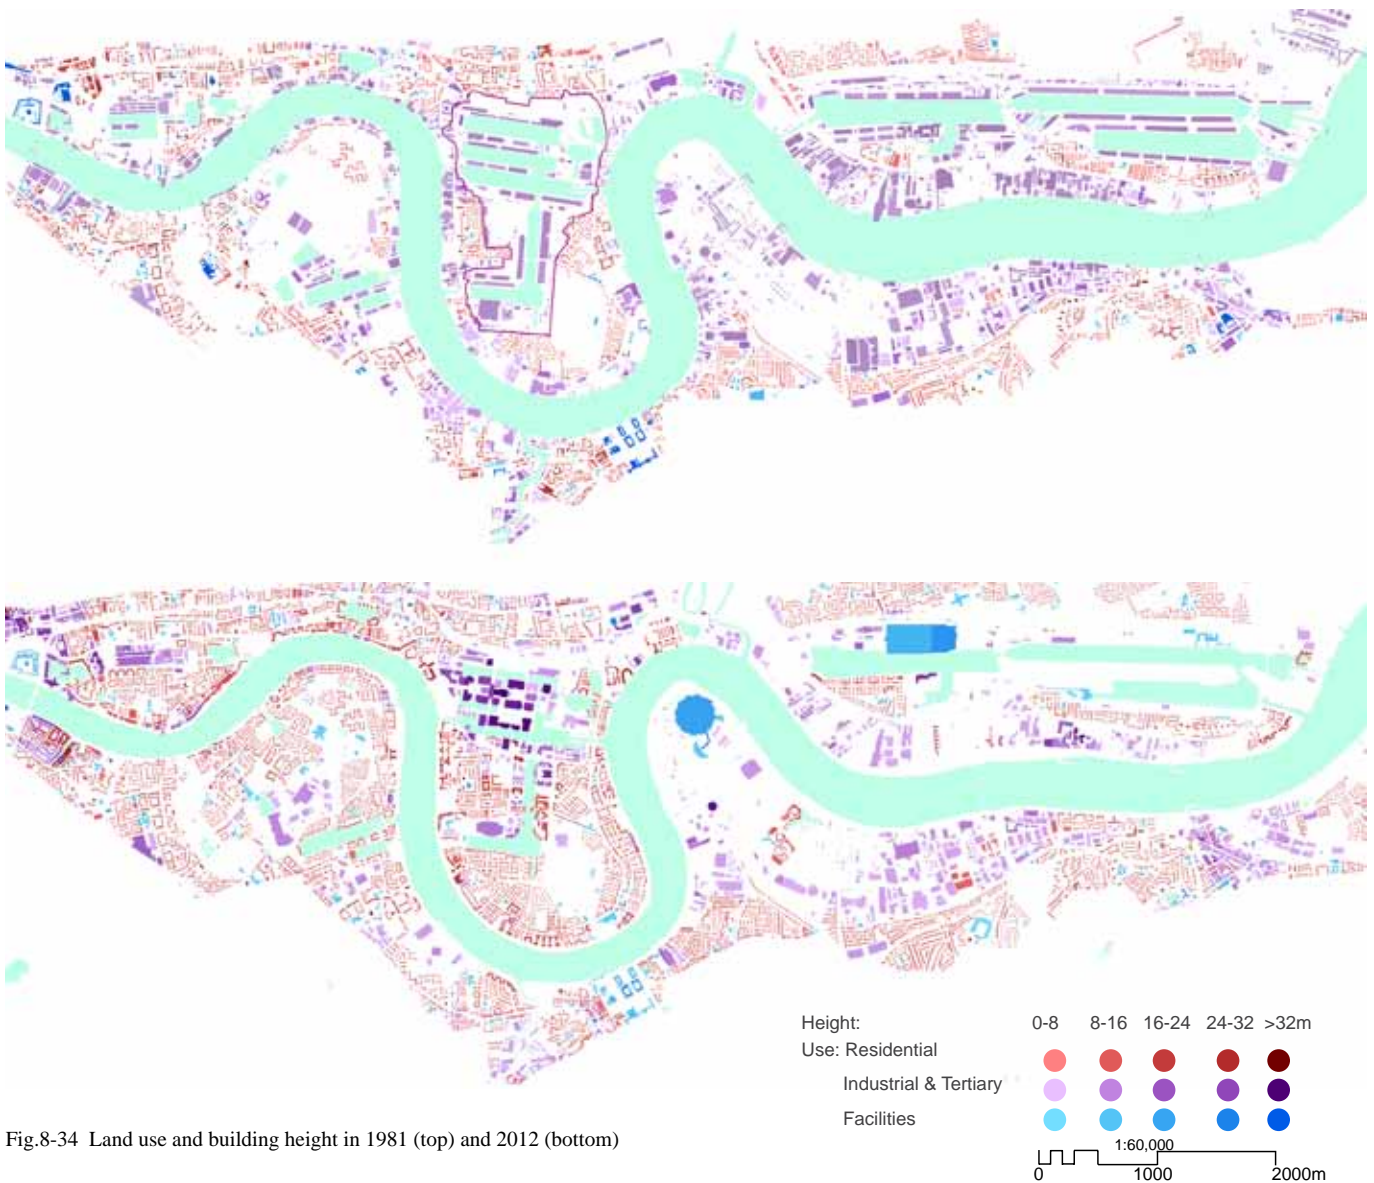 Height: 0-8 8-16 16-24 24-32 >32m
Use: Residential
Industrial & Tertiary
Facilities
Fig.8-34 Land use and building height in 1981 (top) and 2012 (bottom)
1:60,000
0 1000 2000m